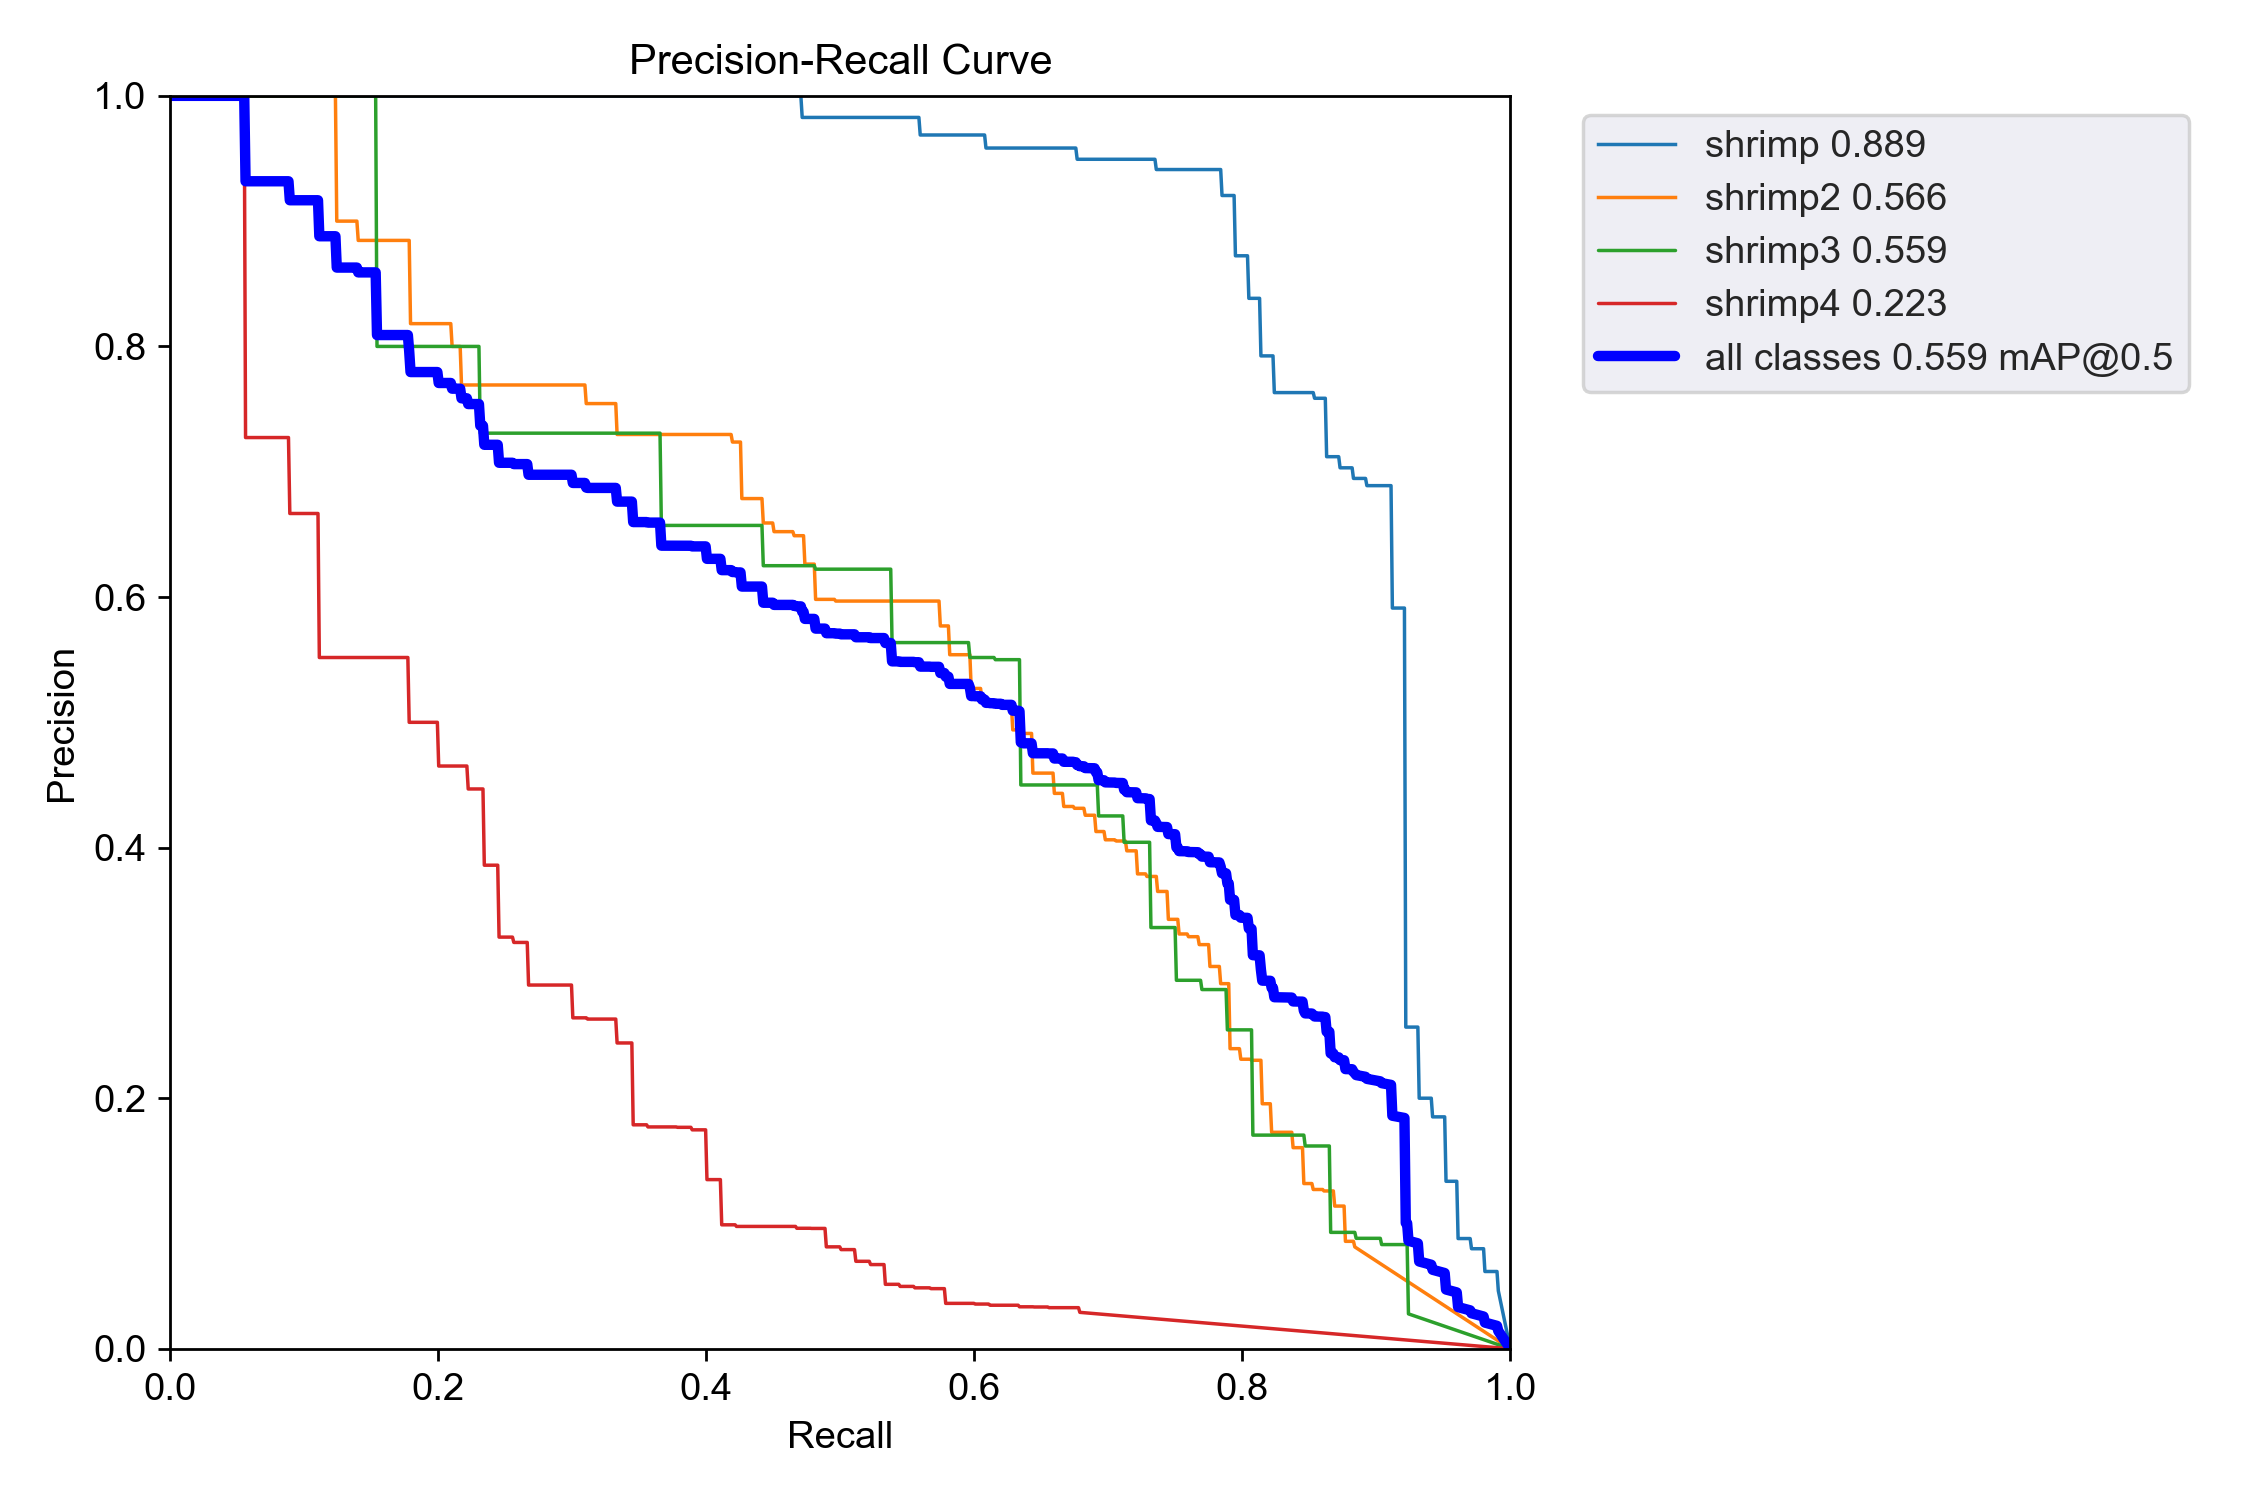 Precision-Recall Curve
1.0
0.8
0.6
0.4
0.2
0.0
Precision
0.0 0.2 0.4 0.6 0.8 1.0
Recall
shrimp 0.889
shrimp2 0.566
shrimp3 0.559
shrimp4 0.223
all classes 0.559 mAP@0.5